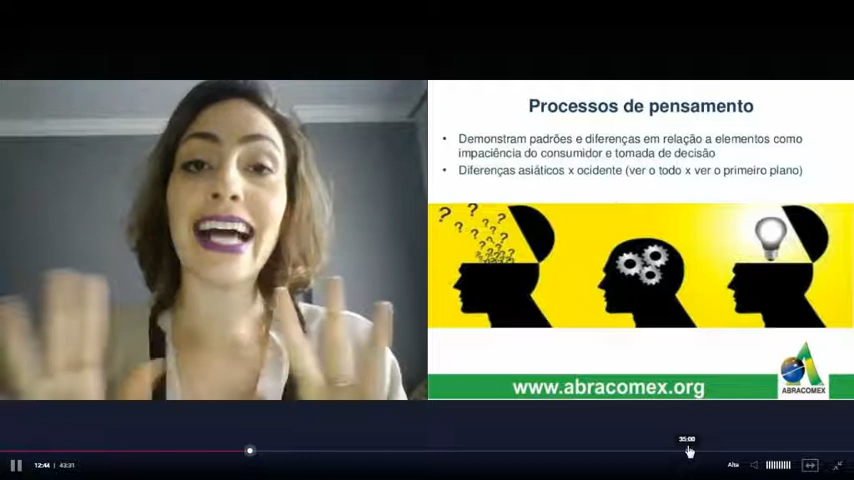 Processos de pensamento
• Demonstram padrões e diferenças em relação a elementos como
impaciência do consumidor e tomada de decisão
• Diferenças asiáticos x ocidente (ver o todo x ver o primeiro plano)
? ? ? ? ? ? ? ? ? ? ?
www.abracomex.org
ABRACOMEX
35:00
12:44 | 43:31
Alta